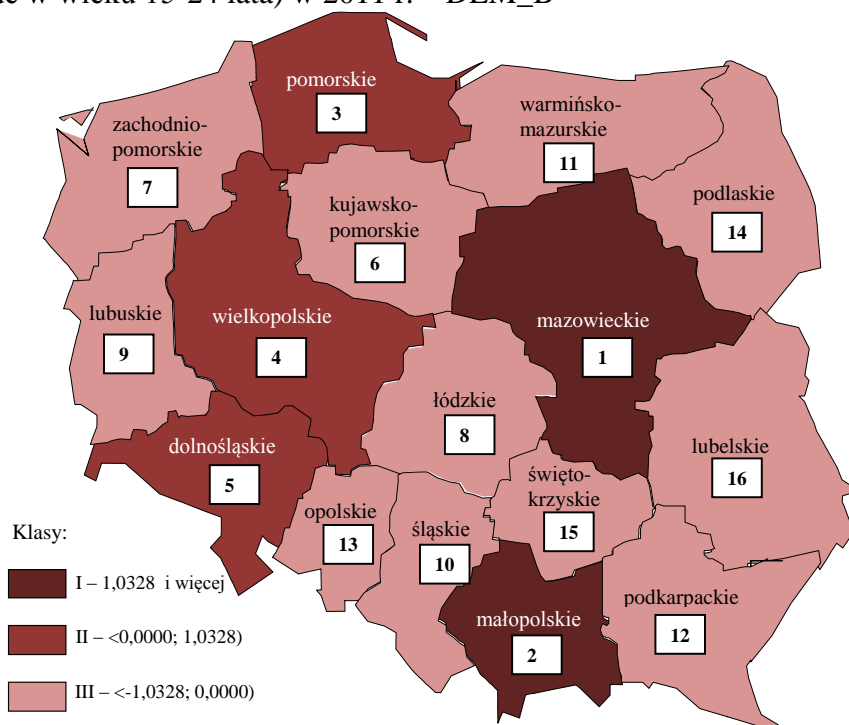 w wieku 15-24 lata) w 2011 r. – DEM_B
pomorskie
3
warmińsko-
mazurskie
11
zachodnio-
pomorskie
7
podlaskie
14
kujawsko-
pomorskie
6
lubuskie
9
wielkopolskie
4
mazowieckie
1
łódzkie
8
dolnośląskie
5
lubelskie
16
święto-
krzyskie
15
opolskie
13
śląskie
10
małopolskie
2
podkarpackie
12
Klasy:
I – 1,0328 i więcej
II – <0,0000; 1,0328)
III – <-1,0328; 0,0000)